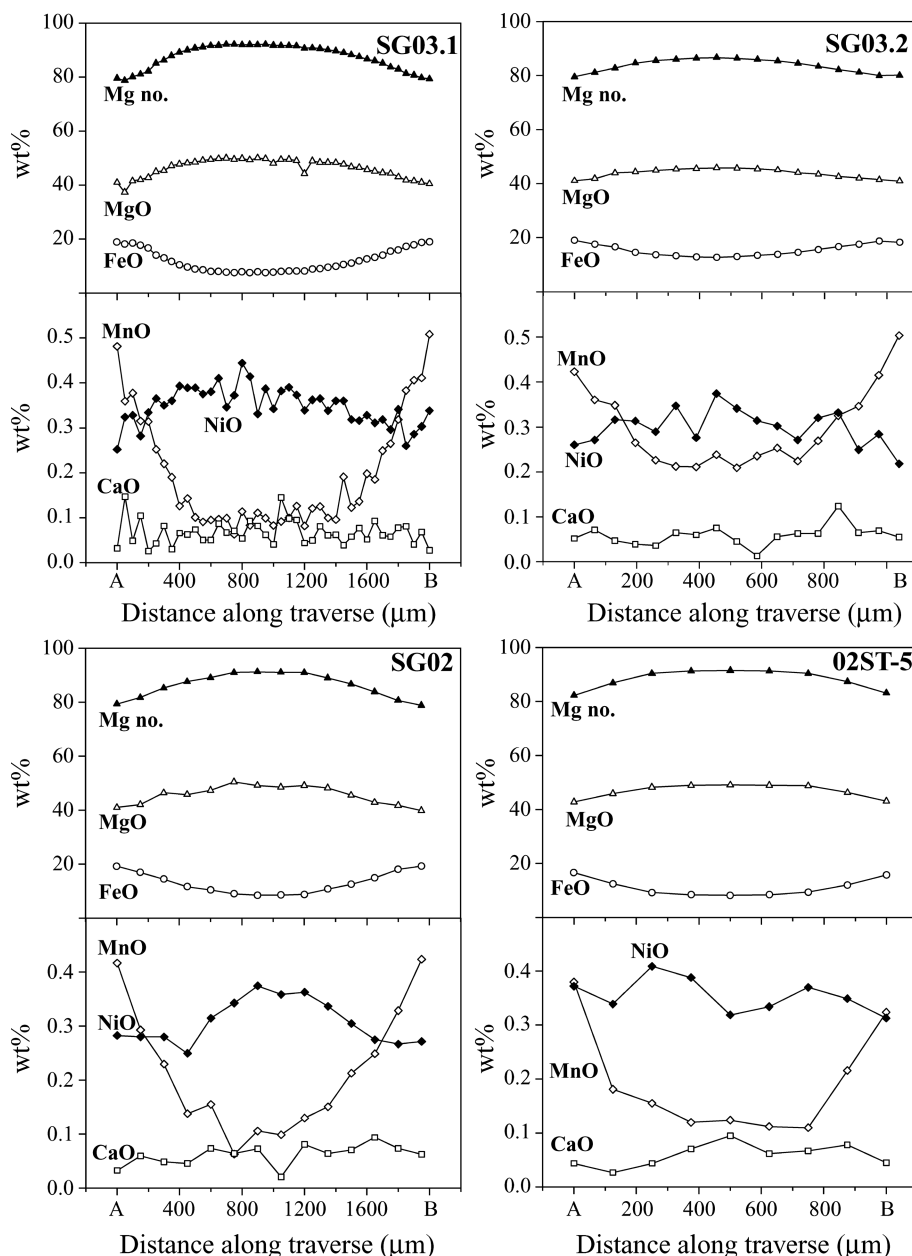 SG03.1
100
80
60
40
20
wt%
Mg no.
MgO
FeO
0.5
0.4
0.3
0.2
0.1
0.0
wt%
MnO
NiO
CaO
A 400 800 1200 1600 B
Distance along traverse (μm)
SG03.2
100
80
60
40
20
wt%
Mg no.
MgO
FeO
0.5
0.4
0.3
0.2
0.1
0.0
wt%
MnO
NiO
CaO
A 200 400 600 800 B
Distance along traverse (μm)
SG02
100
80
60
40
20
wt%
Mg no.
MgO
FeO
0.4
0.3
0.2
0.1
0.0
wt%
MnO
NiO
CaO
A 400 800 1200 1600 B
Distance along traverse (μm)
02ST-5
100
80
60
40
20
wt%
Mg no.
MgO
FeO
0.4
0.3
0.2
0.1
0.0
wt%
NiO
MnO
CaO
A 200 400 600 800 B
Distance along traverse (μm)